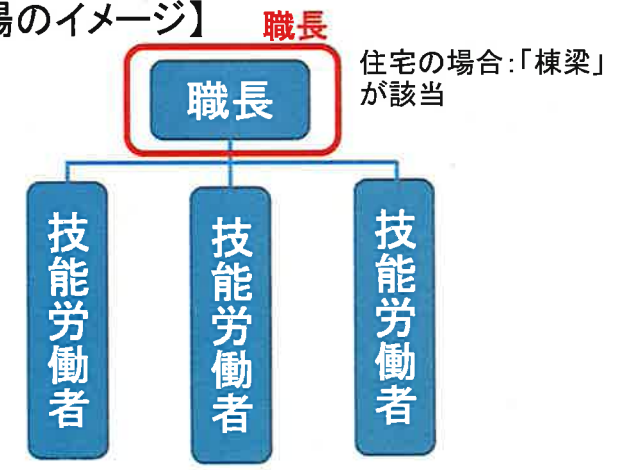 場のイメージ】
職長
住宅の場合:「棟梁」
が該当
職長
技能労働者
技能労働者
技能労働者